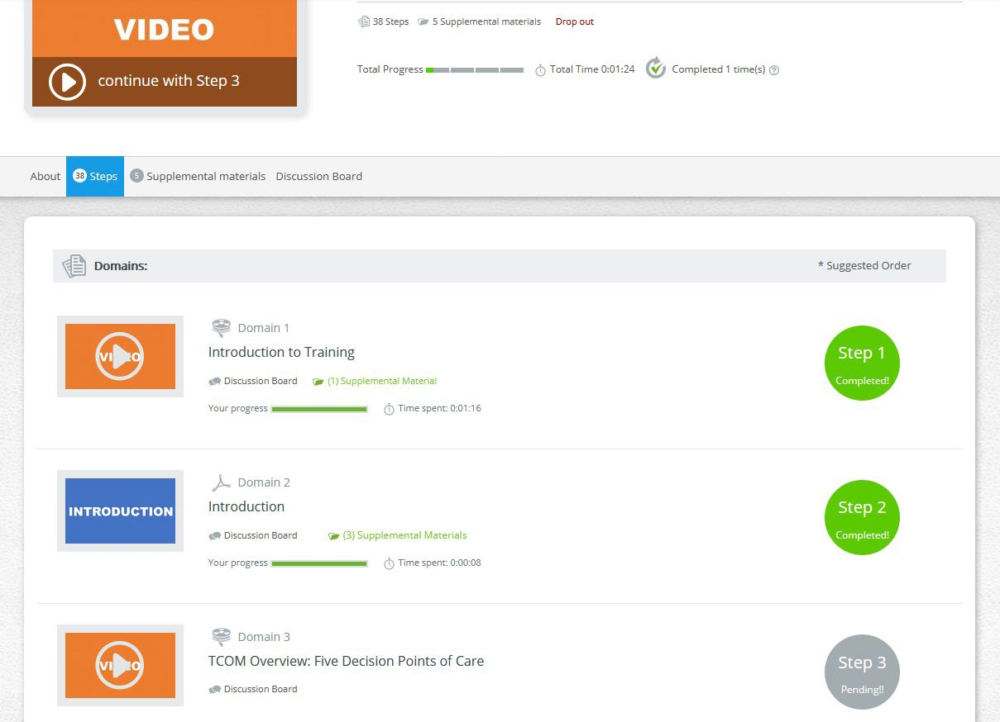 VIDEO
continue with Step 3
38 Steps 5 Supplemental materials Drop out
Total Progress Total Time 0:01:24 Completed 1 time(s) ?
About 38 Steps 5 Supplemental materials Discussion Board
Domains: * Suggested Order
VIDEO
Domain 1
Introduction to Training
Discussion Board (1) Supplemental Material
Your progress Time spent: 0:01:16
Step 1
Completed!
INTRODUCTION
Domain 2
Introduction
Discussion Board (3) Supplemental Materials
Your progress Time spent: 0:00:08
Step 2
Completed!
VIDEO
Domain 3
TCOM Overview: Five Decision Points of Care
Discussion Board
Step 3
Pending!!